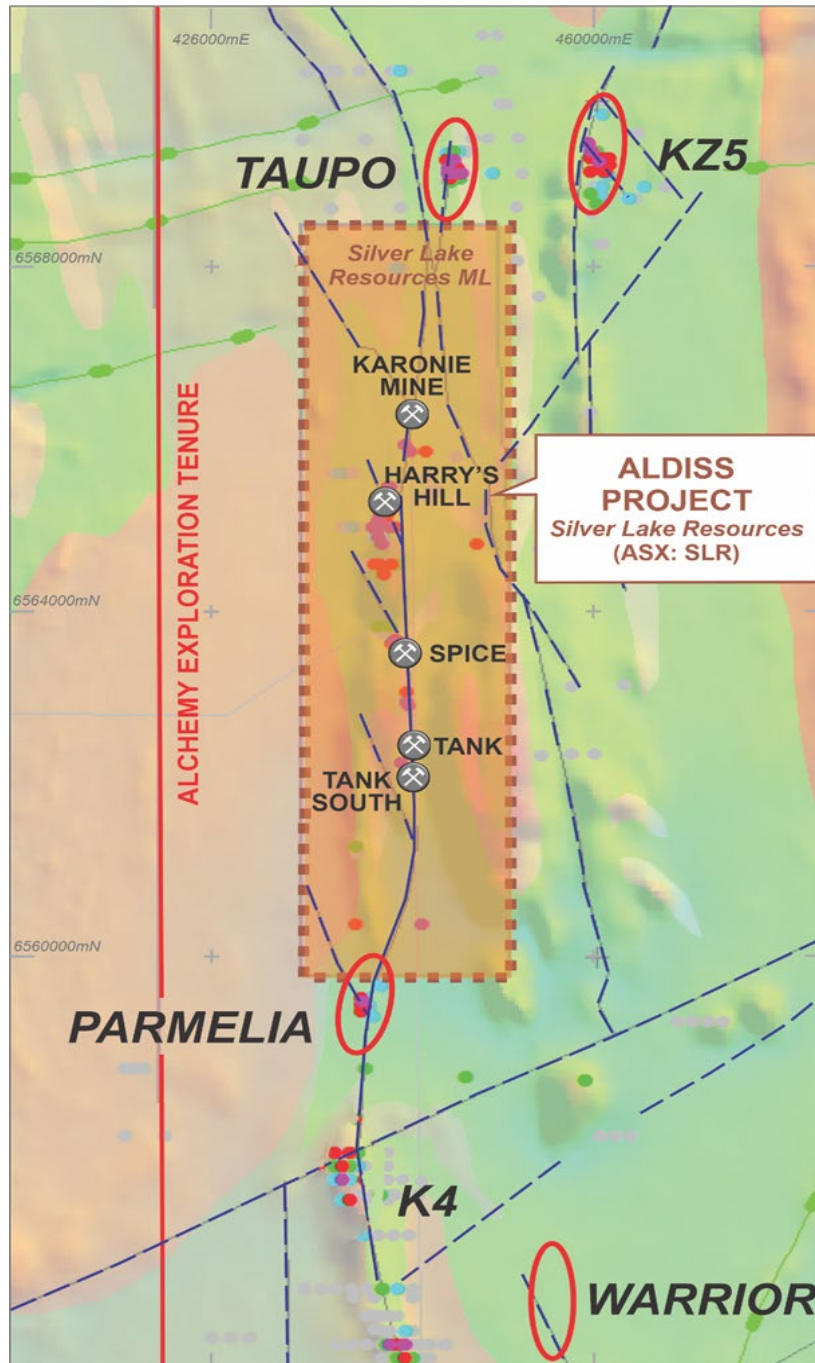 426000mE
460000mE
TAUPO
KZ5
Silver Lake
Resources ML
6568000mN
KARONIE
MINE
HARRY'S
HILL
ALDISS
PROJECT
Silver Lake Resources
(ASX: SLR)
ALCHEMY EXPLORATION TENURE
6564000mN
SPICE
TANK
TANK
SOUTH
6560000mN
PARMELIA
K4
WARRIOR